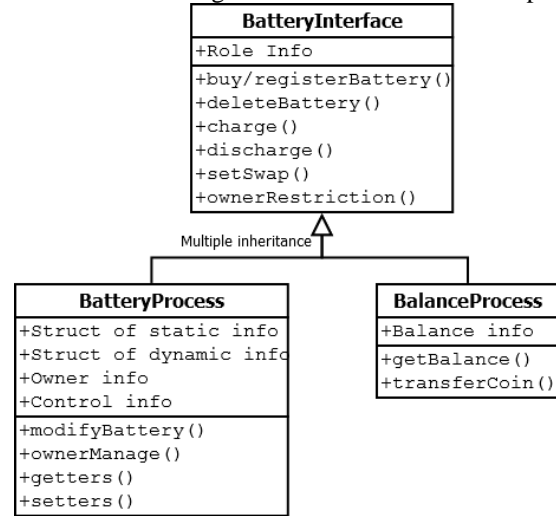 BatteryInterface
+Role Info
+buy/registerBattery()
+deleteBattery()
+charge()
+discharge()
+setSwap()
+ownerRestriction()
Multiple inheritance
BatteryProcess
+Struct of static info
+Struct of dynamic info
+Owner info
+Control info
+modifyBattery()
+ownerManage()
+getters()
+setters()
BalanceProcess
+Balance info
+getBalance()
+transferCoin()